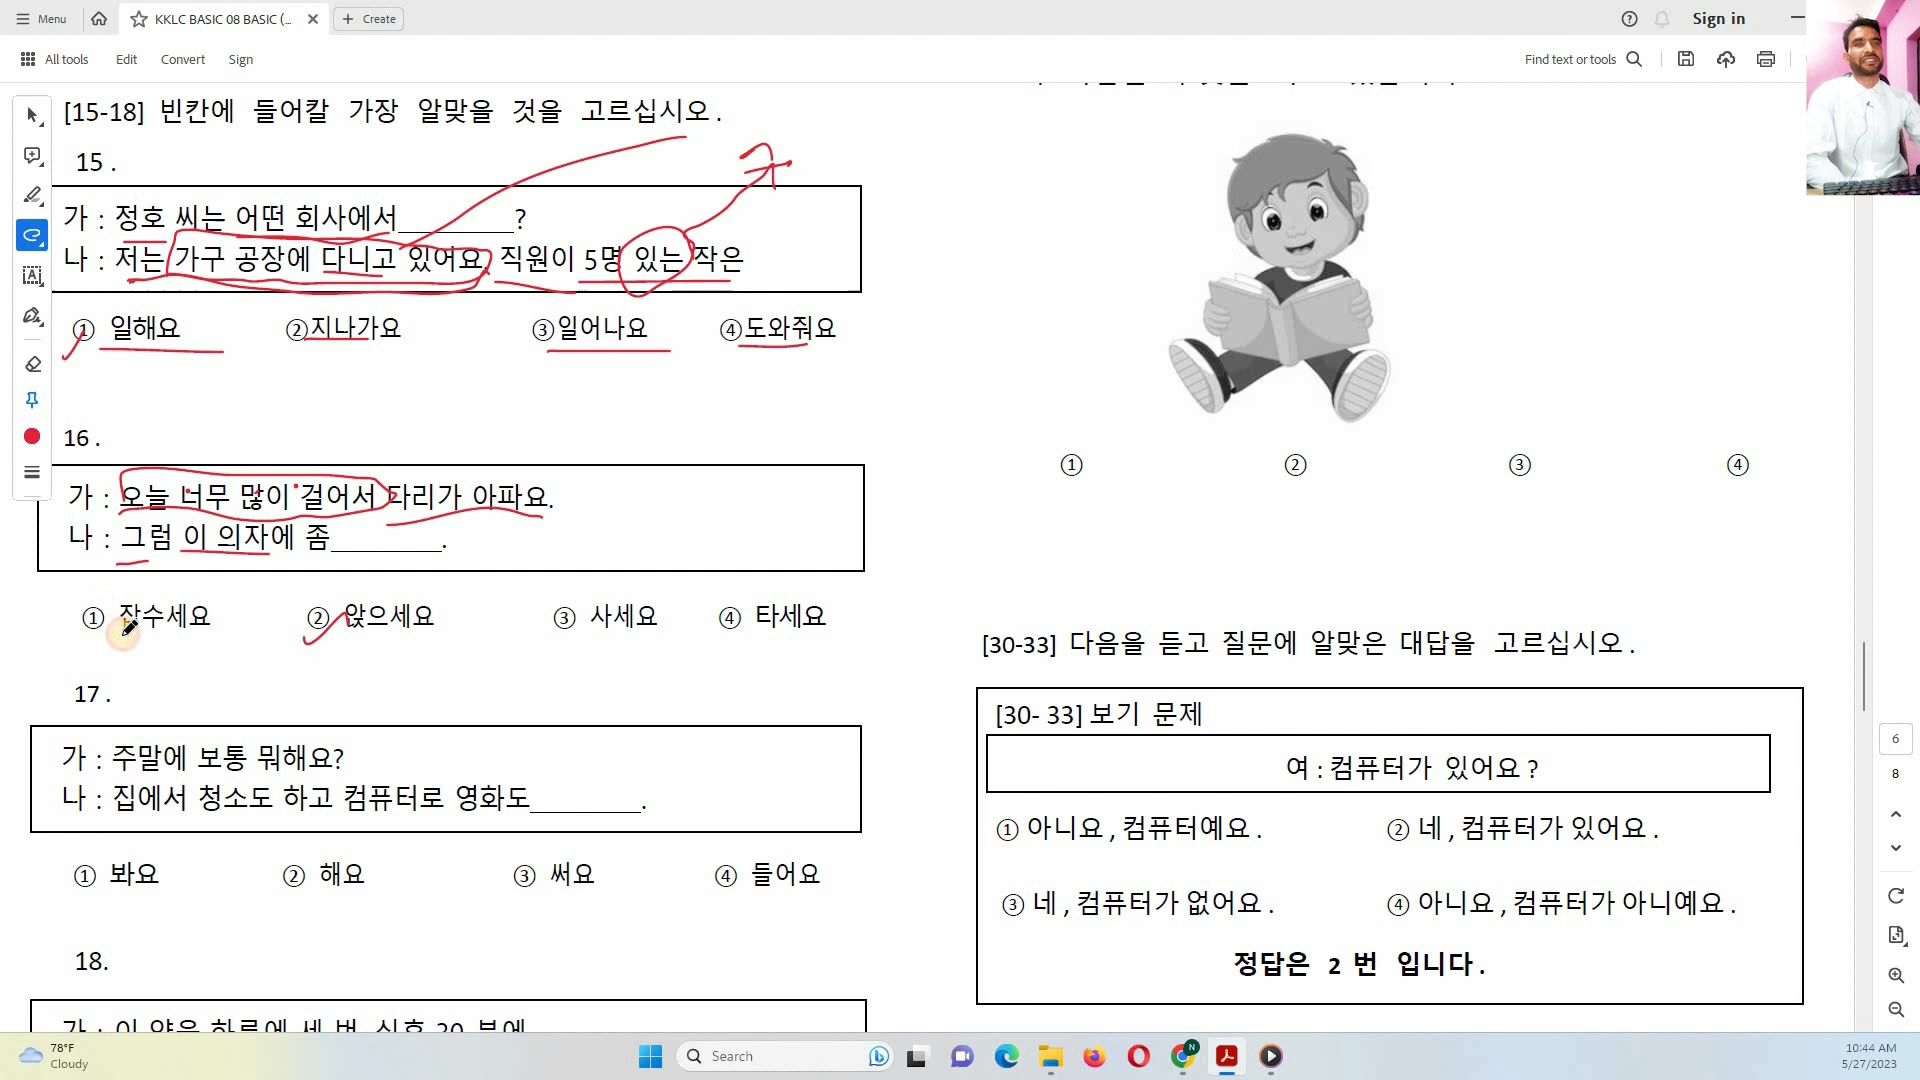 Menu
KKLC BASIC 08 BASIC (...
Create
Sign in
All tools
Edit
Convert
Sign
Find text or tools
[15-18] 빈칸에 들어칼 가장 알맞을 것을 고르십시오.
15 .
가 : 정호 씨는 어떤 회사에서_________?
나 : 저는 가구 공장에 다니고 있어요. 직원이 5명 있는 작은
① 일해요 ②지나가요 ③일어나요 ④도와줘요
16 .
가 : 오늘 너무 많이 걸어서 다리가 아파요.
나 : 그럼 이 의자에 좀_________.
① 잡수세요 ② 앉으세요 ③ 사세요 ④ 타세요
17 .
가 : 주말에 보통 뭐해요?
나 : 집에서 청소도 하고 컴퓨터로 영화도_________.
① 봐요 ② 해요 ③ 써요 ④ 들어요
18.
① ② ③ ④
[30-33] 다음을 듣고 질문에 알맞은 대답을 고르십시오.
[30- 33] 보기 문제
여 : 컴퓨터가 있어요 ?
① 아니요 , 컴퓨터예요 . ② 네 , 컴퓨터가 있어요 .
③ 네 , 컴퓨터가 없어요 . ④ 아니요 , 컴퓨터가 아니예요 .
정답은 2 번 입니다 .
6
8
78°F
Cloudy
Search
N
10:44 AM
5/27/2023